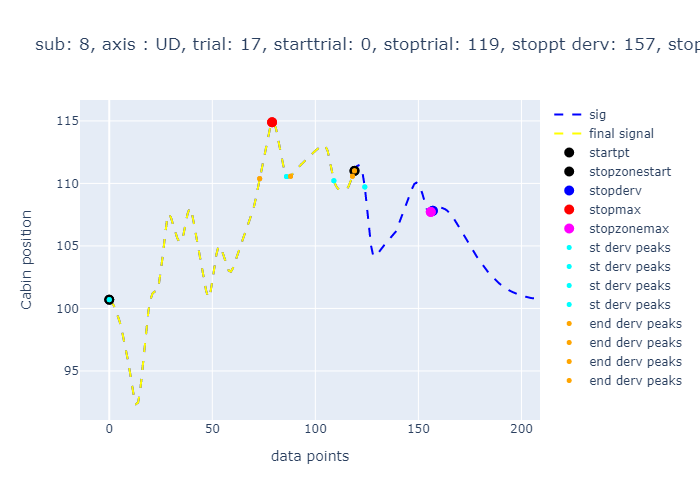 sub: 8, axis : UD, trial: 17, starttrial: 0, stoptrial: 119, stoppt derv: 157, stop
115
110
105
100
95
Cabin position
0
50
100
150
200
data points
sig
final signal
startpt
stopzonestart
stopderv
stopmax
stopzonemax
st derv peaks
st derv peaks
st derv peaks
st derv peaks
end derv peaks
end derv peaks
end derv peaks
end derv peaks